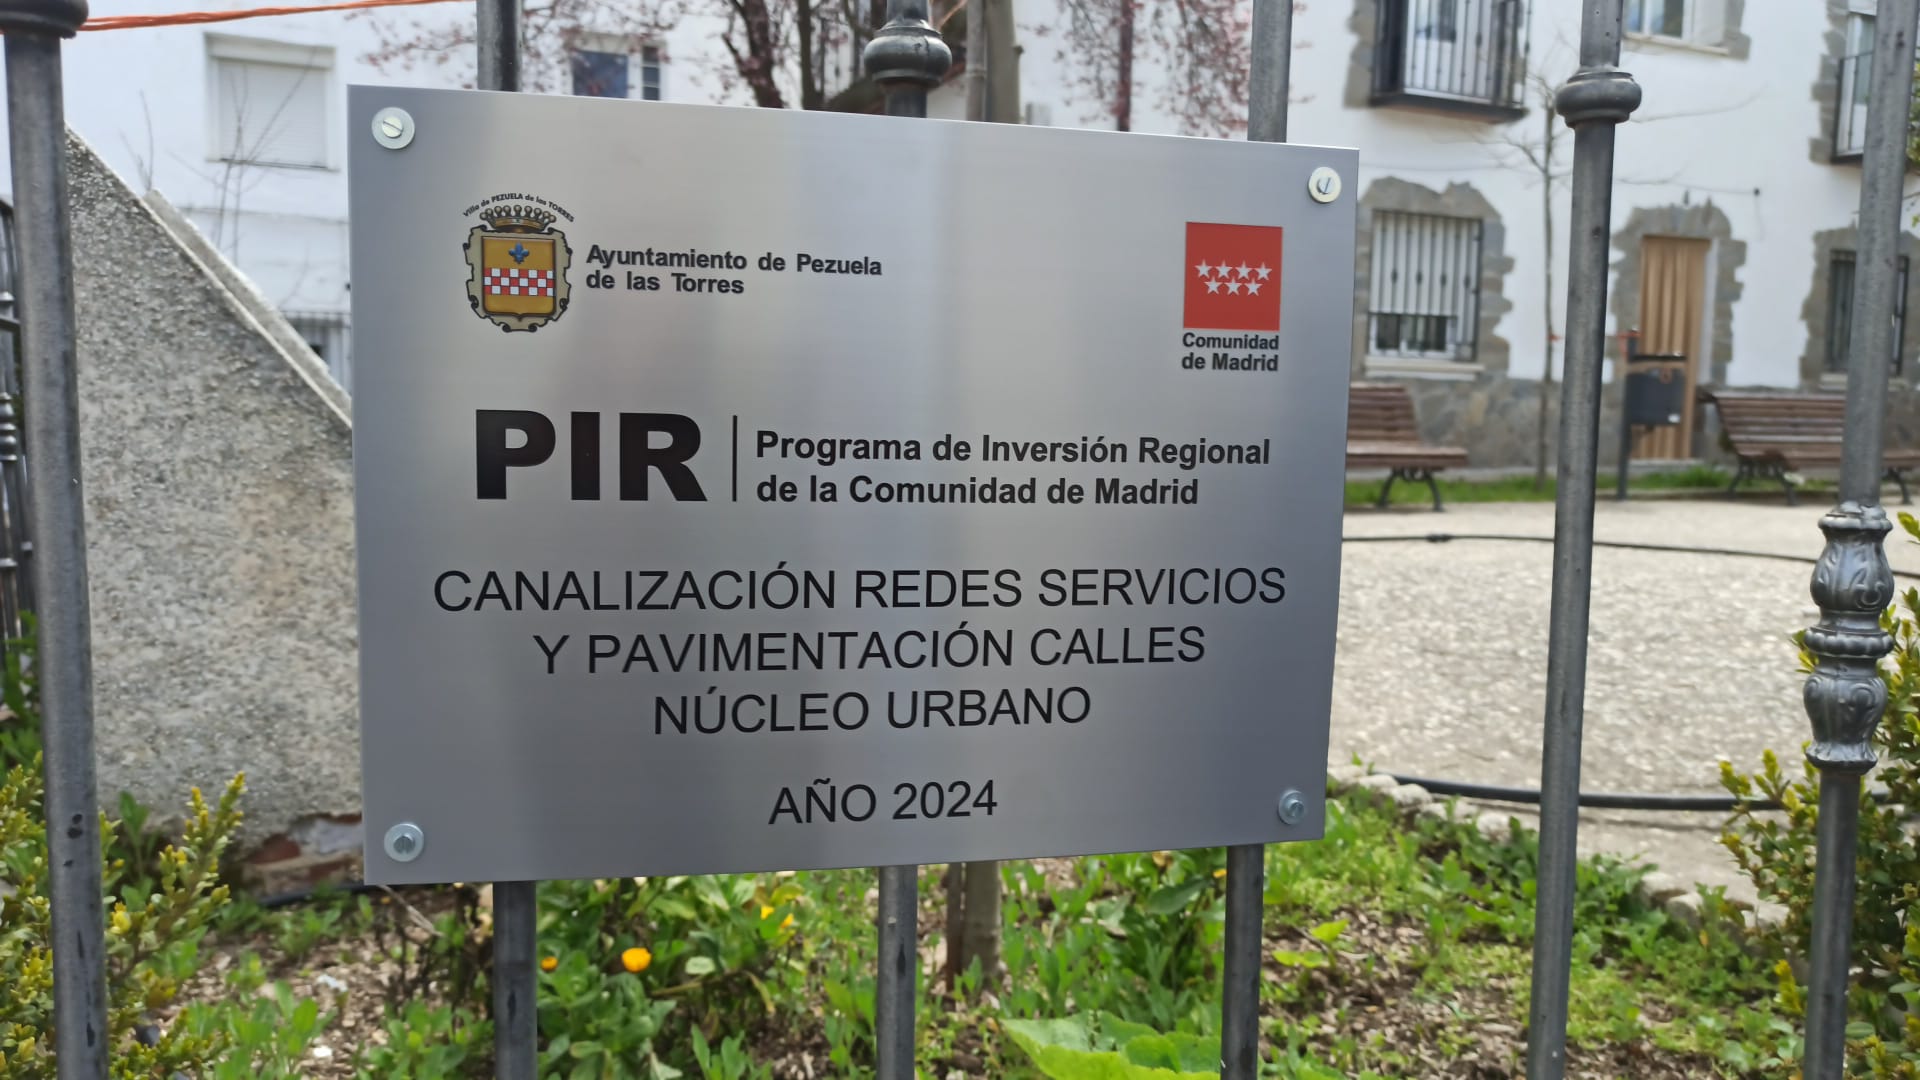 Villa de PEZUELA de las TORRES
Ayuntamiento de Pezuela
de las Torres
Comunidad
de Madrid
PIR
Programa de Inversión Regional
de la Comunidad de Madrid
CANALIZACIÓN REDES SERVICIOS
Y PAVIMENTACIÓN CALLES
NÚCLEO URBANO
AÑO 2024